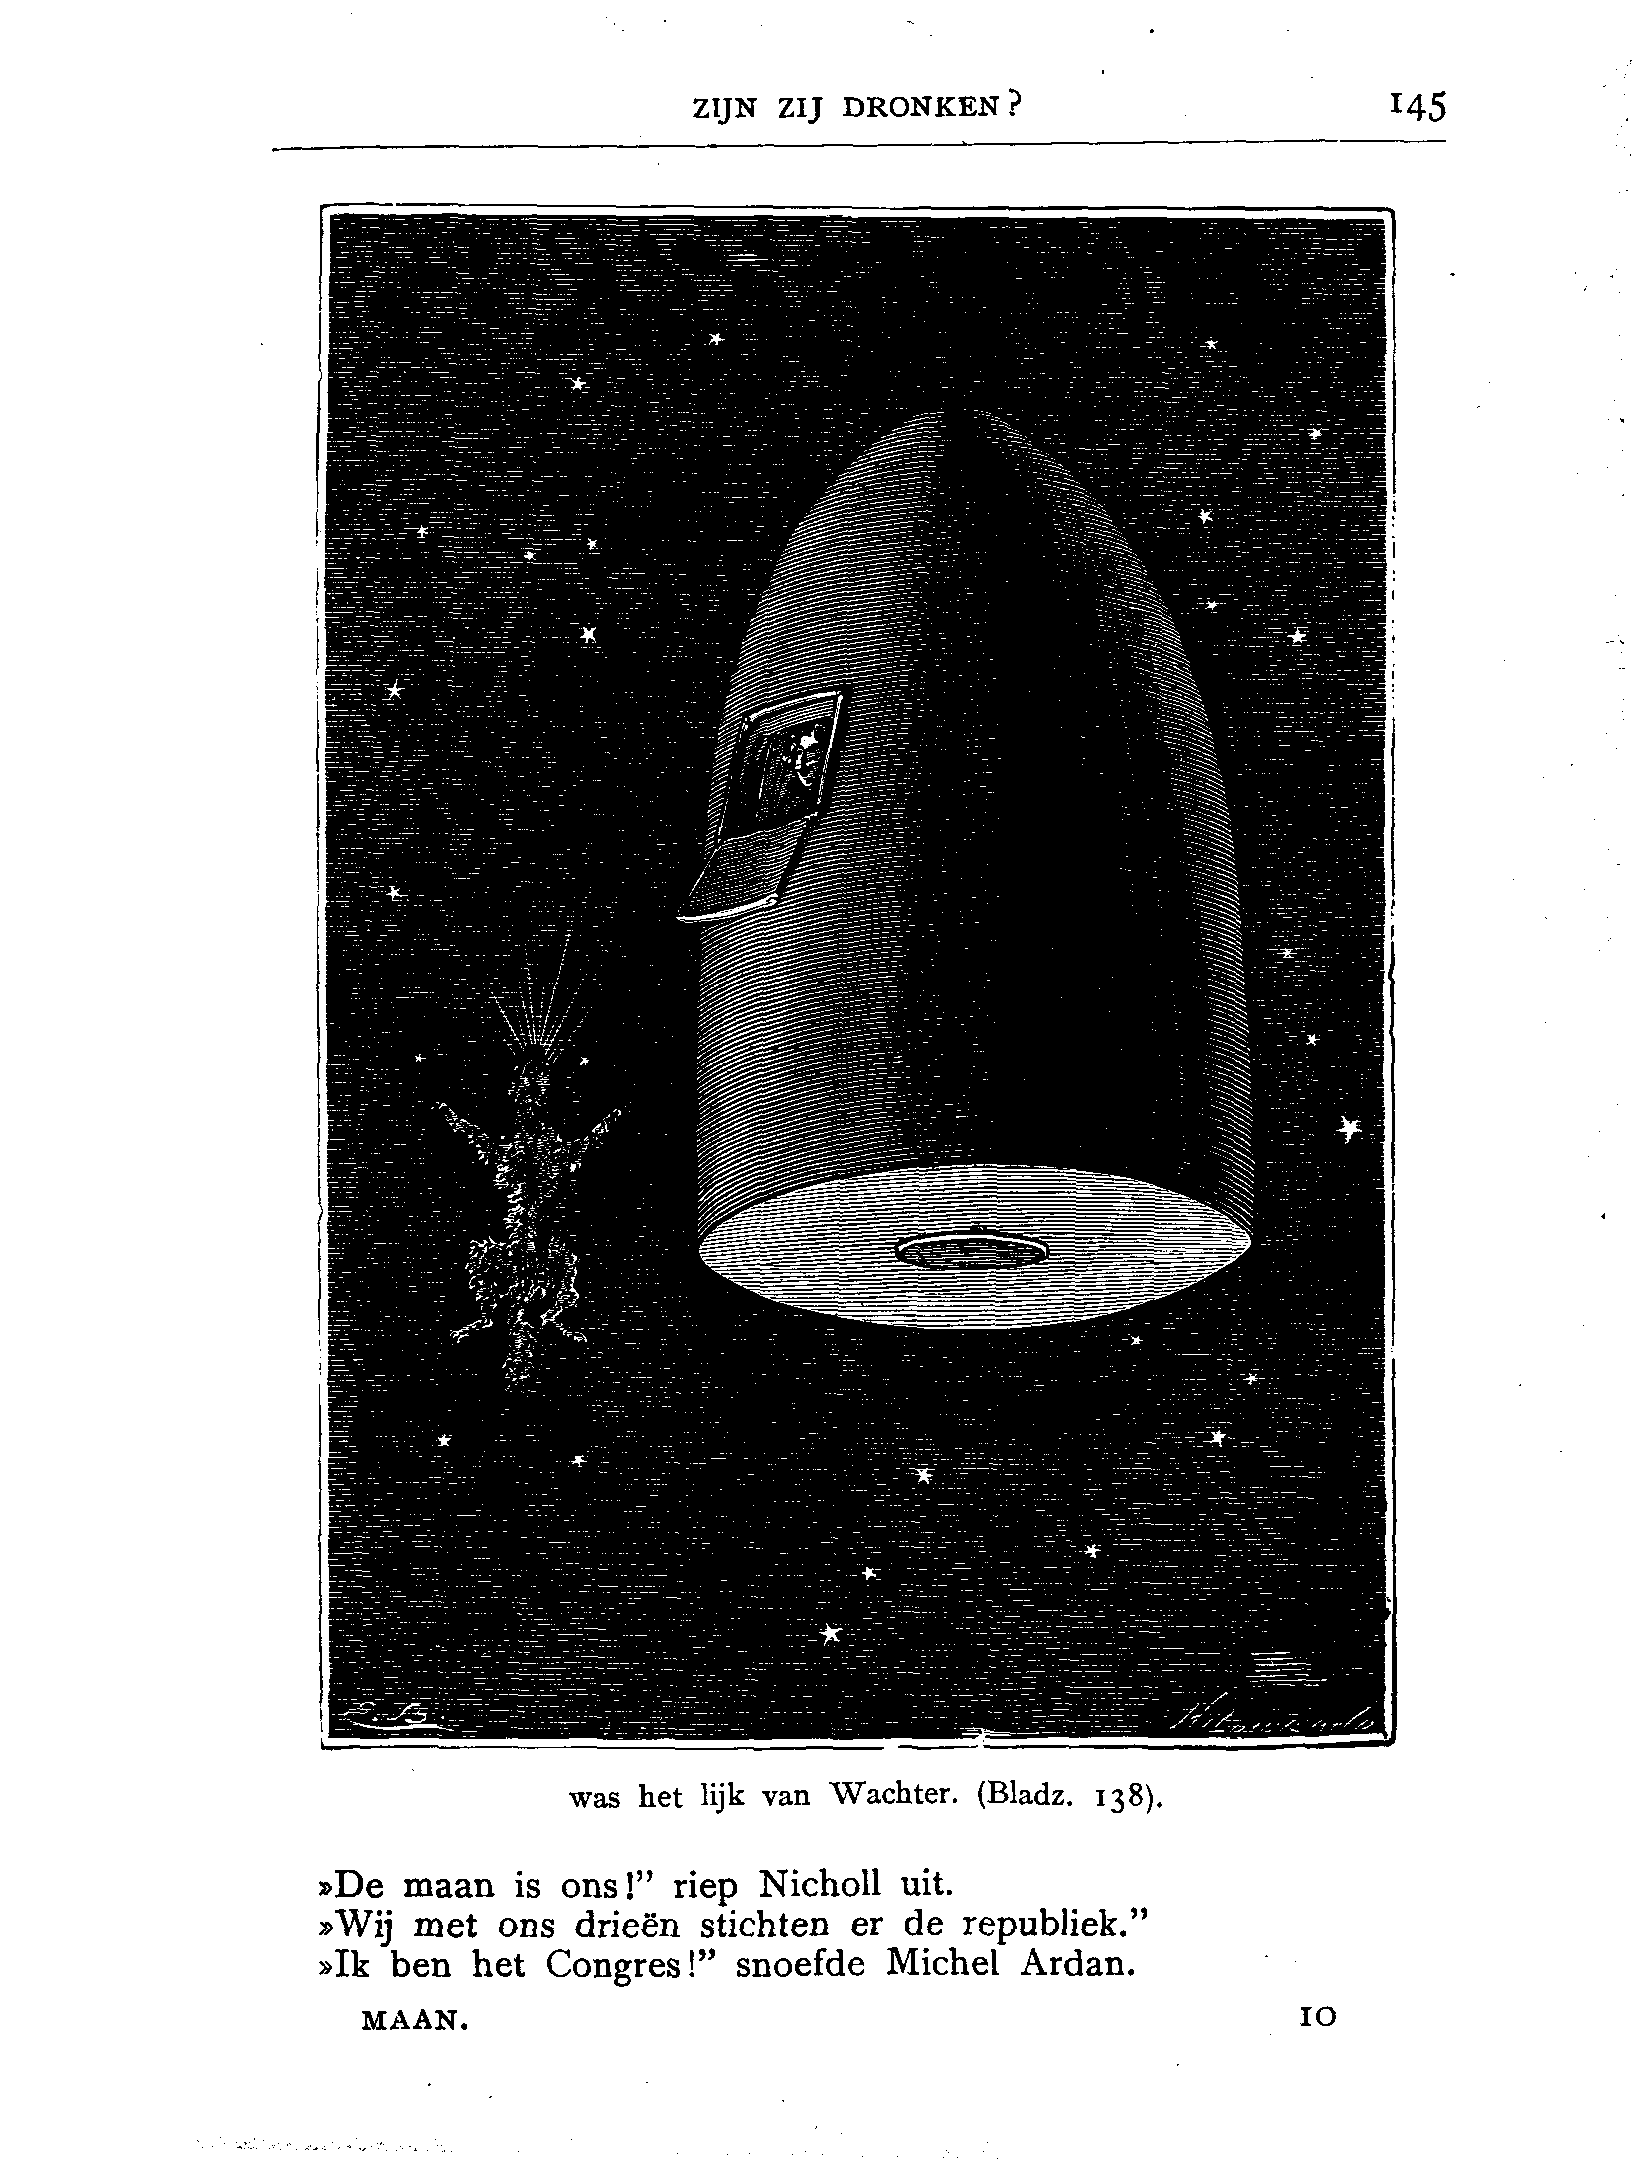 ZIJN ZIJ DRONKEN? 145
was het lijk van Wachter. (Bladz. 138).
»De maan is ons!” riep Nicholl uit.
»Wij met ons drieën stichten er de republiek.”
»Ik ben het Congres!” snoefde Michel Ardan.
MAAN. 10